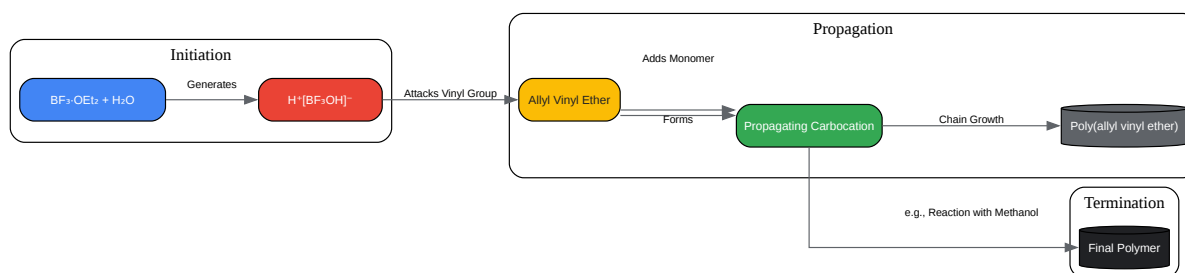 Initiation
BF₃·OEt₂ + H₂O
Generates
H⁺[BF₃OH]⁻
Attacks Vinyl Group
Propagation
Allyl Vinyl Ether
Adds Monomer
Forms
Propagating Carbocation
Chain Growth
Poly(allyl vinyl ether)
e.g., Reaction with Methanol
Termination
Final Polymer